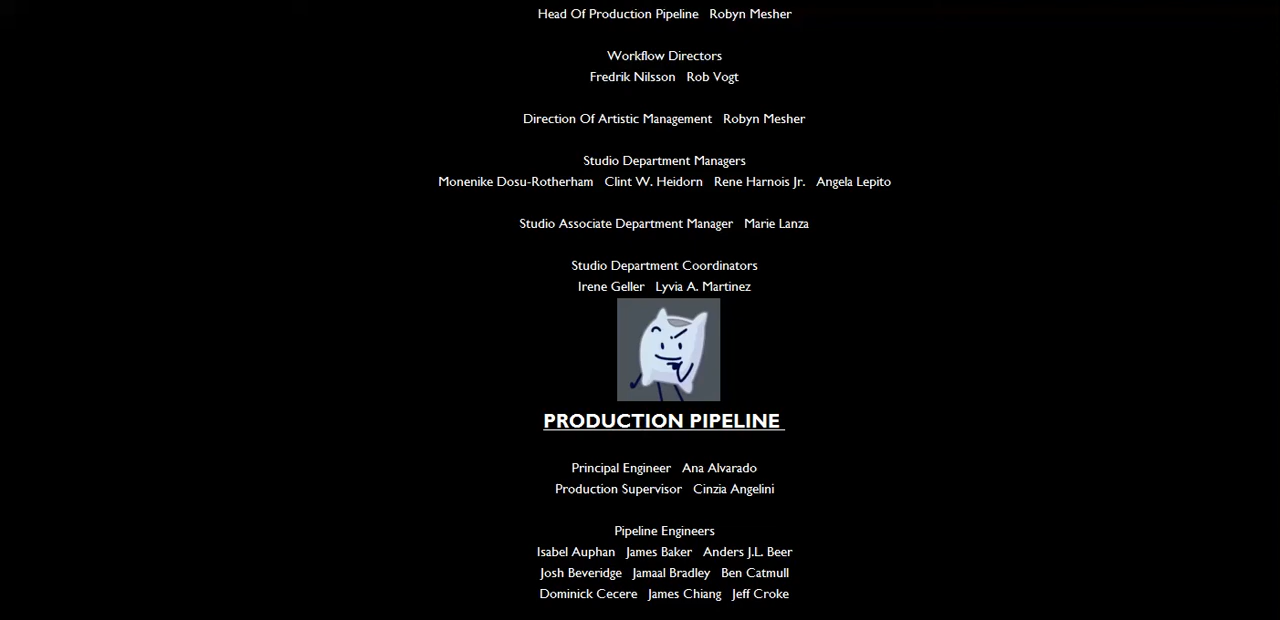 Head Of Production Pipeline Robyn Mesher
Workflow Directors
Fredrik Nilsson Rob Vogt
Direction Of Artistic Management Robyn Mesher
Studio Department Managers
Monenike Dosu-Rotherham Clint W. Heidorn Rene Harnois Jr. Angela Lepito
Studio Associate Department Manager Marie Lanza
Studio Department Coordinators
Irene Geller Lyvia A. Martinez
PRODUCTION PIPELINE
Principal Engineer Ana Alvarado
Production Supervisor Cinzia Angelini
Pipeline Engineers
Isabel Auphan James Baker Anders J.L. Beer
Josh Beveridge Jamaal Bradley Ben Catmull
Dominick Cecere James Chiang Jeff Croke